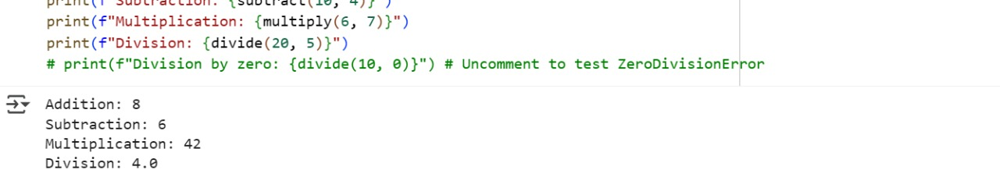 print(f"Subtraction: {subtract(10, 4)}")
print(f"Multiplication: {multiply(6, 7)}")
print(f"Division: {divide(20, 5)}")
# print(f"Division by zero: {divide(10, 0)}") # Uncomment to test ZeroDivisionError
Addition: 8
Subtraction: 6
Multiplication: 42
Division: 4.0